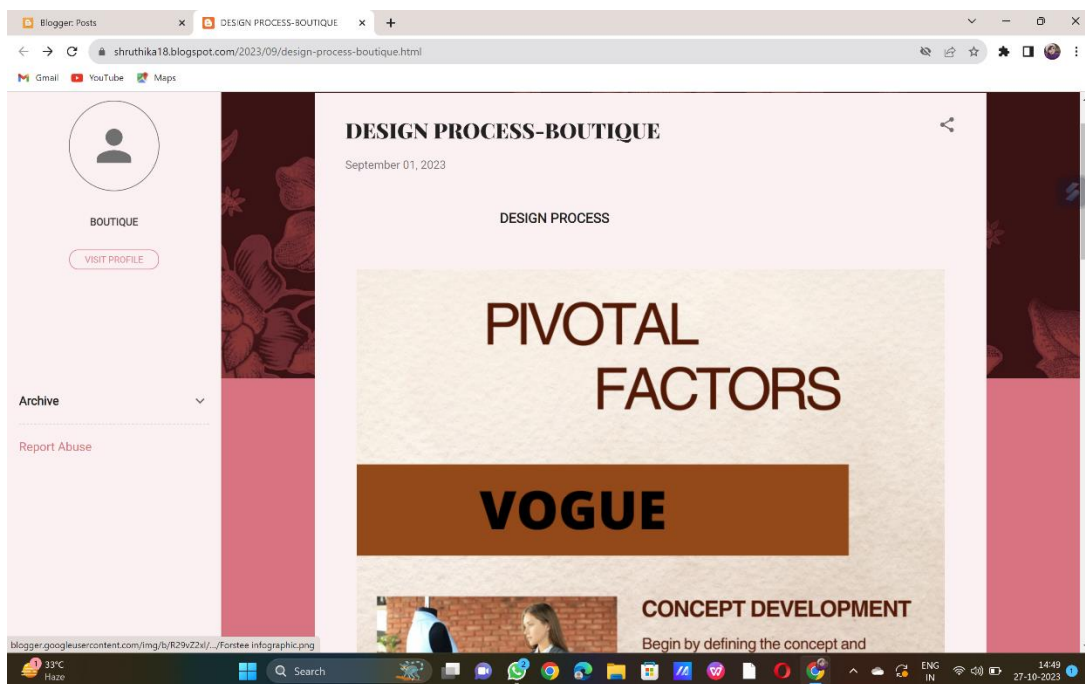 Blogger: Posts
DESIGN PROCESS-BOUTIQUE
shruthika18.blogspot.com/2023/09/design-process-boutique.html
Gmail
YouTube
Maps
BOUTIQUE
VISIT PROFILE
Archive
Report Abuse
DESIGN PROCESS-BOUTIQUE
September 01, 2023
DESIGN PROCESS
PIVOTAL
FACTORS
VOGUE
CONCEPT DEVELOPMENT
Begin by defining the concept and
blogger.googleusercontent.com/img/b/R29vZ2xl/.../Forstee infographic.png
1
33°C
Haze
Search
2
ENG
IN
14:49
27-10-2023
1